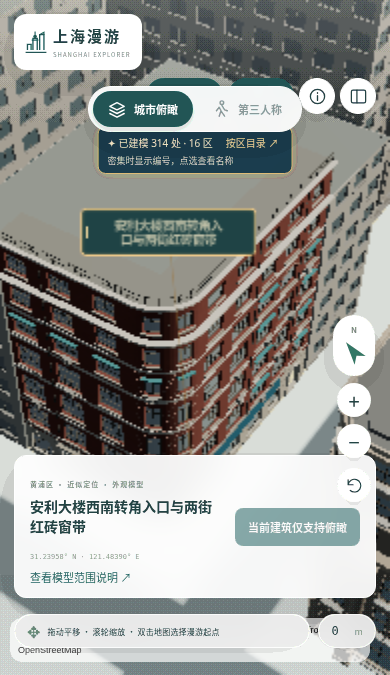 上海漫游
SHANGHAI EXPLORER
城市俯瞰
第三人称
✦ 已建模 314 处 · 16 区 按区目录 ↗
密集时显示编号，点选查看名称
安利大楼西南转角入
口与两街红砖窗带
N
+
−
黄浦区 · 近似定位 · 外观模型
安利大楼西南转角入口与两街
红砖窗带
当前建筑仅支持俯瞰
31.23958° N · 121.48390° E
查看模型范围说明 ↗
拖动平移 · 滚轮缩放 · 双击地图选择漫游起点
0 m
OpenStreetMap